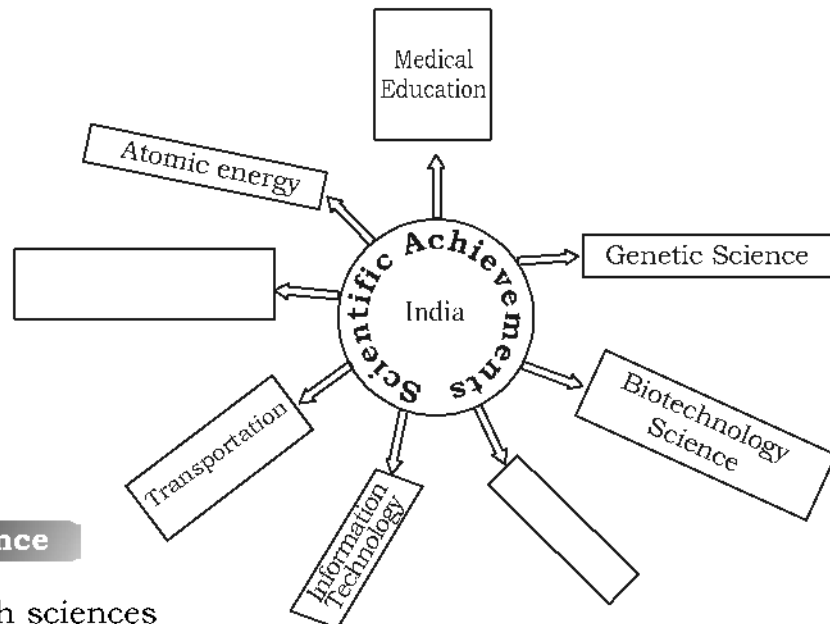 Medical
Education
Atomic energy
Genetic Science
Scientific Achievements
India
Biotechnology
Science
Transportation
Information
Technology
nce
h sciences